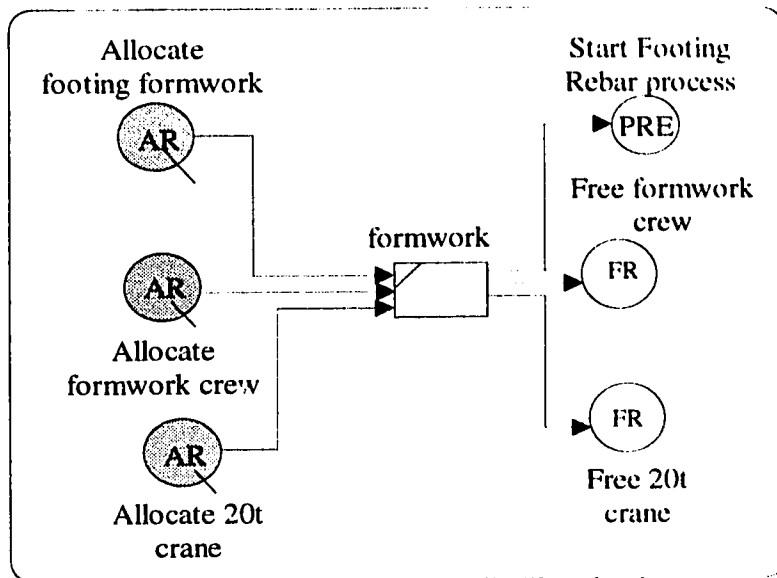 Allocate
footing formwork
AR
AR
Allocate
formwork crew
AR
Allocate 20t
crane
formwork
Start Footing
Rebar process
PRE
Free formwork
crew
FR
FR
Free 20t
crane